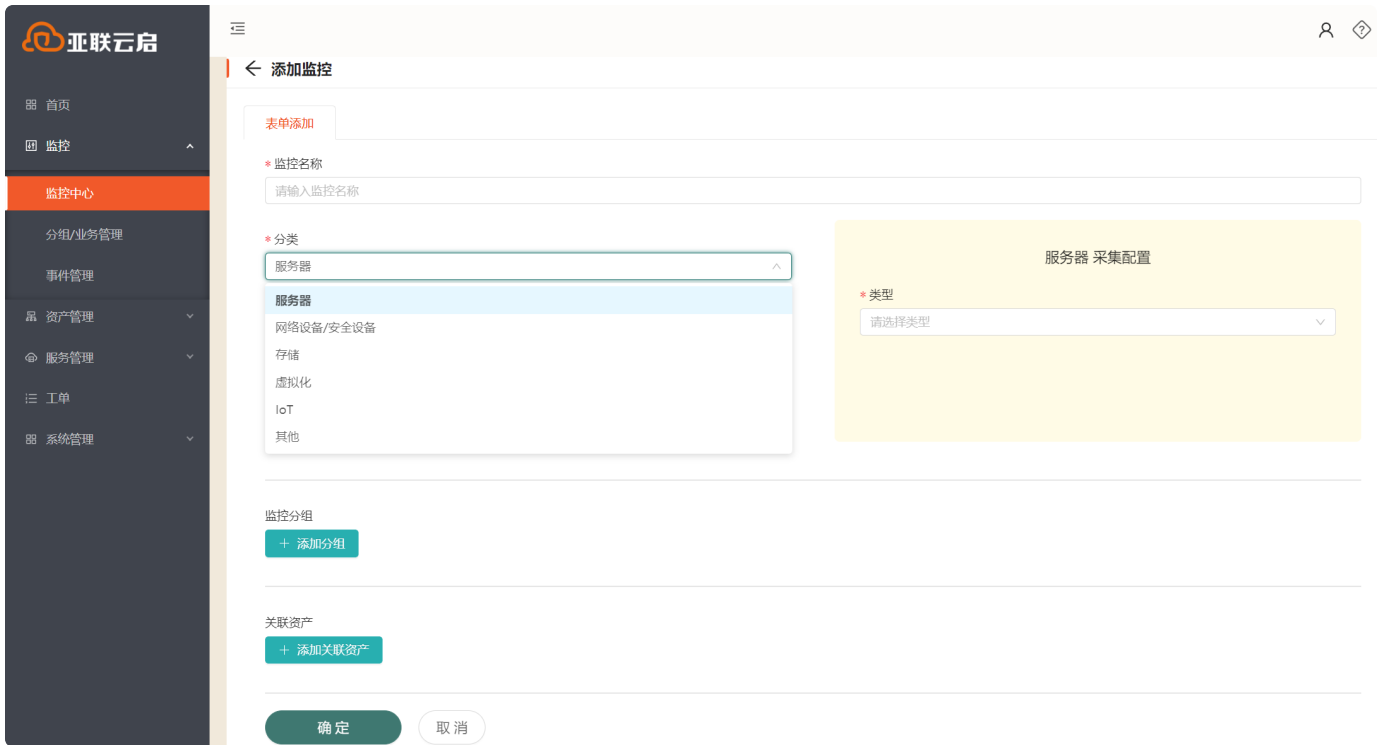 亚联云启
首页
监控
监控中心
分组/业务管理
事件管理
资产管理
服务管理
工单
系统管理
添加监控
表单添加
* 监控名称
请输入监控名称
* 分类
服务器
服务器
网络设备/安全设备
存储
虚拟化
IoT
其他
服务器 采集配置
* 类型
请选择类型
监控分组
+ 添加分组
关联资产
+ 添加关联资产
确定 取消